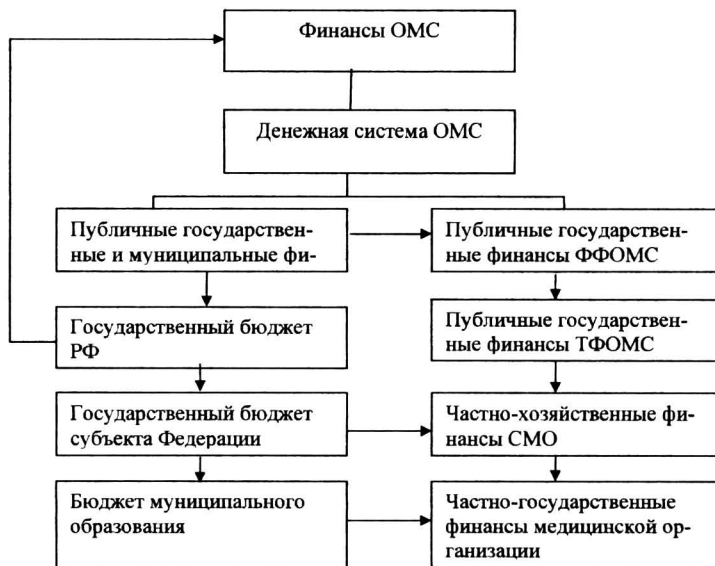 Финансы ОМС
Денежная система ОМС
Публичные государствен-
ные и муниципальные фи-
Публичные государствен-
ные финансы ФФОМС
Государственный бюджет
РФ
Публичные государствен-
ные финансы ТФОМС
Государственный бюджет
субъекта Федерации
Частно-хозяйственные фи-
нансы СМО
Бюджет муниципального
образования
Частно-государственные
финансы медицинской ор-
ганизации